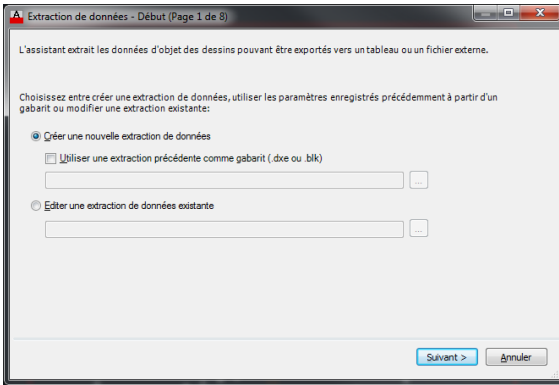 Extraction de données - Début (Page 1 de 8)
L'assistant extrait les données d'objet des dessins pouvant être exportés vers un tableau ou un fichier externe.
Choisissez entre créer une extraction de données, utiliser les paramètres enregistrés précédemment à partir d'un
gabarit ou modifier une extraction existante:
Créer une nouvelle extraction de données
Utiliser une extraction précédente comme gabarit (.dxe ou .blk)
...
Editer une extraction de données existante
...
Suivant > Annuler